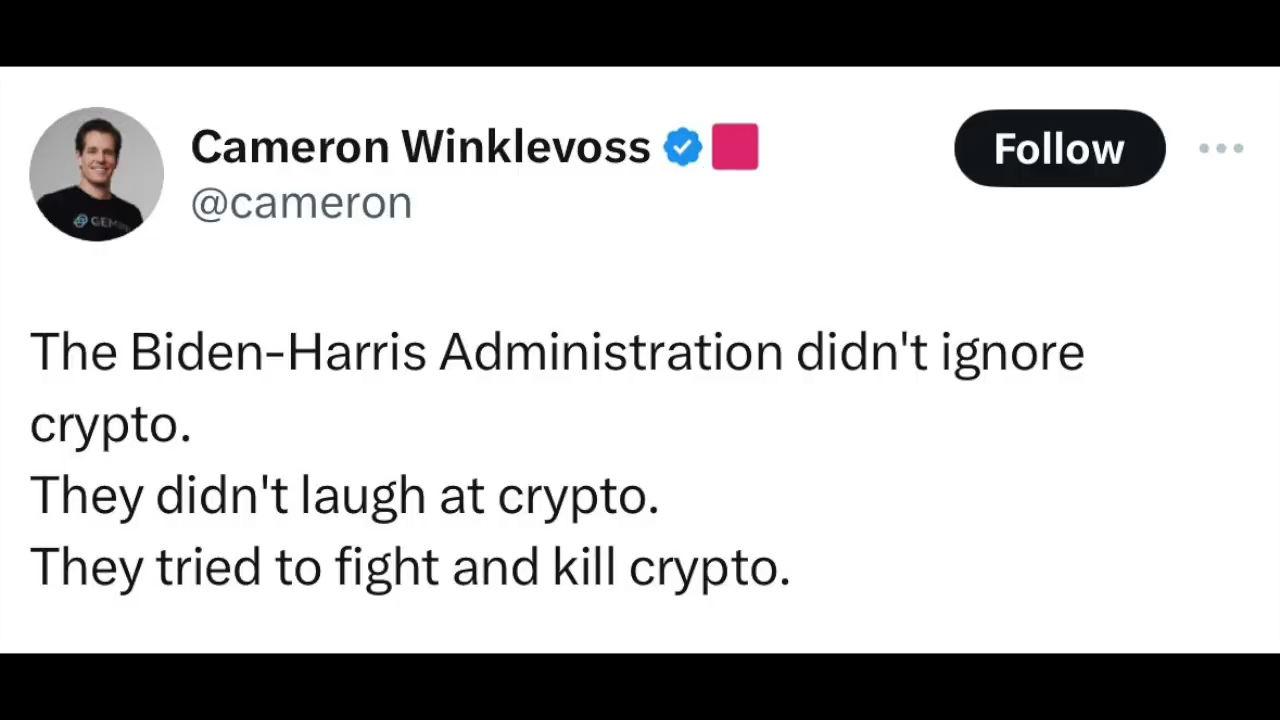 Cameron Winklevoss
Follow
@cameron
GEM
The Biden-Harris Administration didn't ignore
crypto.
They didn't laugh at crypto.
They tried to fight and kill crypto.